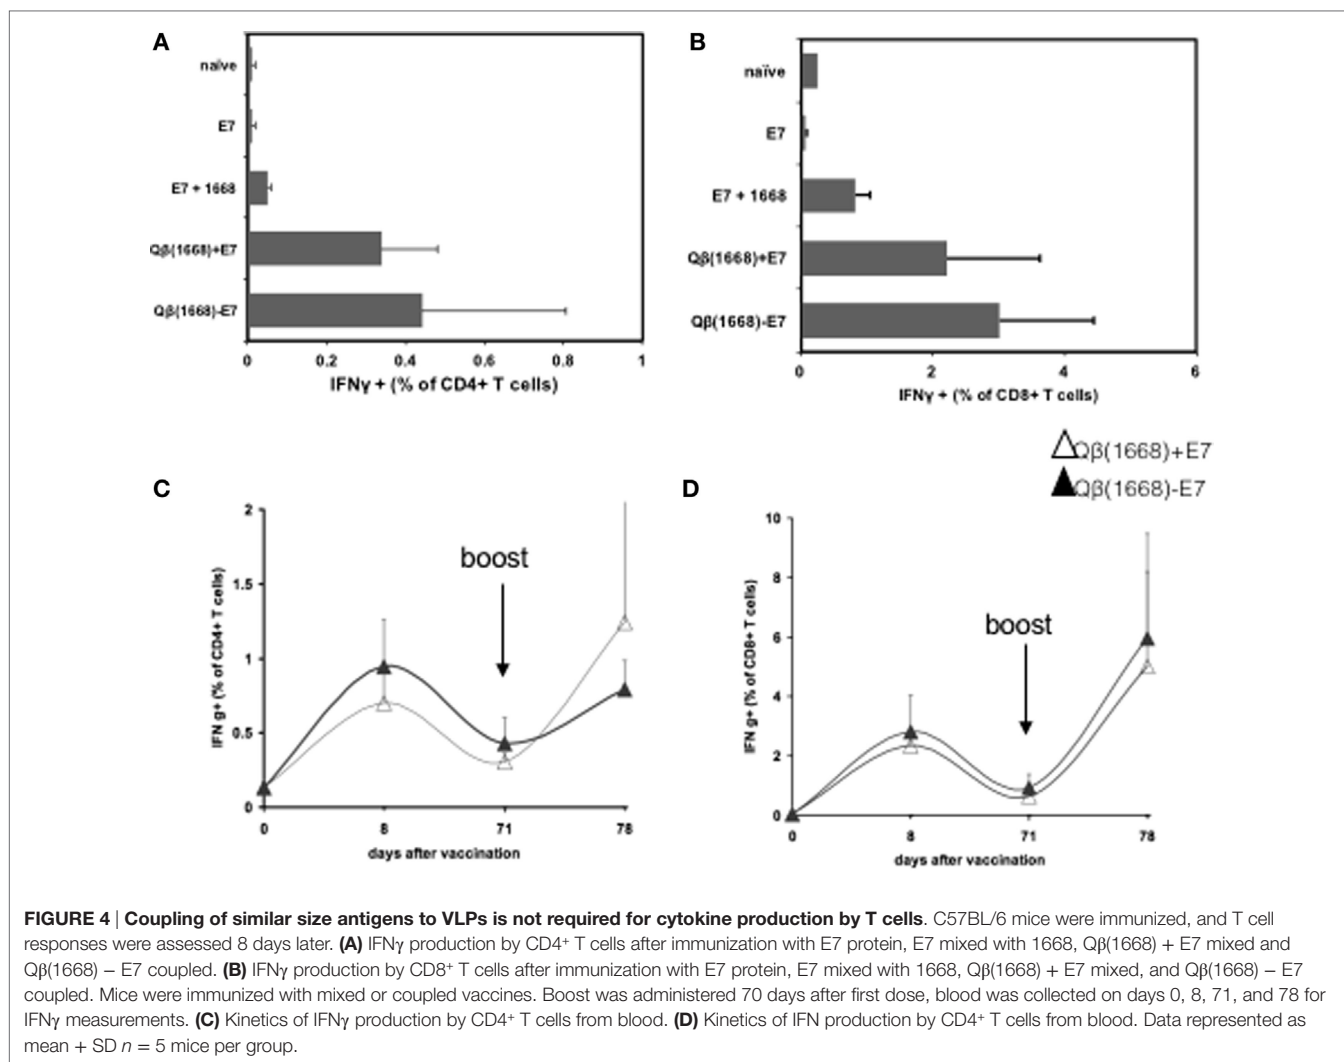 A
naïve
E7
E7 + 1668
Qβ(1668)+E7
Qβ(1668)-E7
0 0.2 0.4 0.6 0.8 1
IFNγ + (% of CD4+ T cells)
B
naïve
E7
E7 + 1668
Qβ(1668)+E7
Qβ(1668)-E7
2 4 6
IFNγ + (% of CD8+ T cells)
Qβ(1668)+E7
Qβ(1668)-E7
C
2
1.5
1
0.5
0
IFN g+ (% of CD4+ T cells)
boost
0 8 71 78
days after vaccination
D
10
8
6
4
2
0
IFN g+ (% of CD8+ T cells)
boost
0 8 71 78
days after vaccination
FIGURE 4 | Coupling of similar size antigens to VLPs is not required for cytokine production by T cells. C57BL/6 mice were immunized, and T cell
responses were assessed 8 days later. (A) IFNγ production by CD4⁺ T cells after immunization with E7 protein, E7 mixed with 1668, Qβ(1668) + E7 mixed and
Qβ(1668) − E7 coupled. (B) IFNγ production by CD8⁺ T cells after immunization with E7 protein, E7 mixed with 1668, Qβ(1668) + E7 mixed, and Qβ(1668) − E7
coupled. Mice were immunized with mixed or coupled vaccines. Boost was administered 70 days after first dose, blood was collected on days 0, 8, 71, and 78 for
IFNγ measurements. (C) Kinetics of IFNγ production by CD4⁺ T cells from blood. (D) Kinetics of IFN production by CD4⁺ T cells from blood. Data represented as
mean + SD n = 5 mice per group.